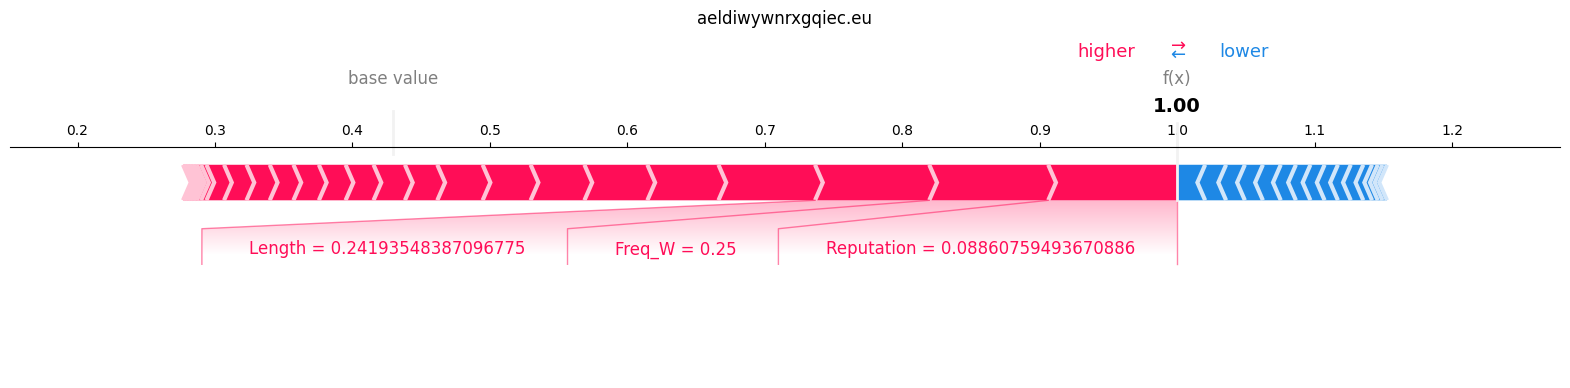 aeldiwywnrxgqiec.eu
higher ⇄ lower
base value f(x)
1.00
0.2 0.3 0.4 0.5 0.6 0.7 0.8 0.9 1.0 1.1 1.2
Length = 0.24193548387096775 Freq_W = 0.25 Reputation = 0.08860759493670886